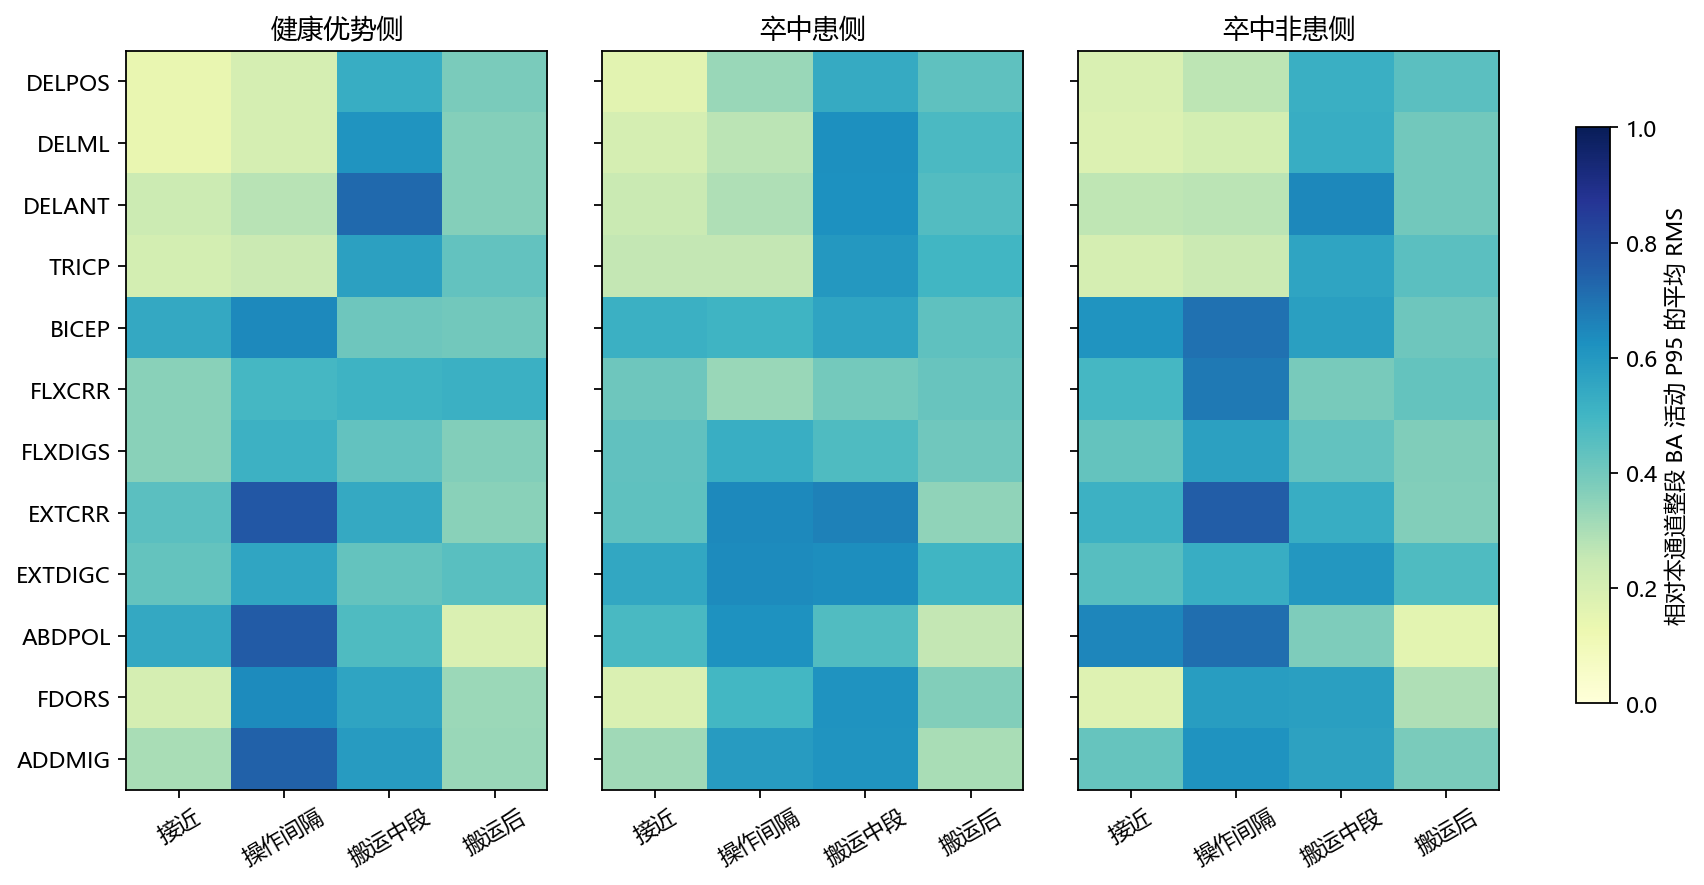 健康优势侧
卒中患侧
卒中非患侧
DELPOS
DELML
DELANT
TRICP
BICEP
FLXCRR
FLXDIGS
EXTCRR
EXTDIGC
ABDPOL
FDORS
ADDMIG
接近
操作间隔
搬运中段
搬运后
接近
操作间隔
搬运中段
搬运后
接近
操作间隔
搬运中段
搬运后
1.0
0.8
0.6
0.4
0.2
0.0
相对本通道整段 BA 活动 P95 的平均 RMS